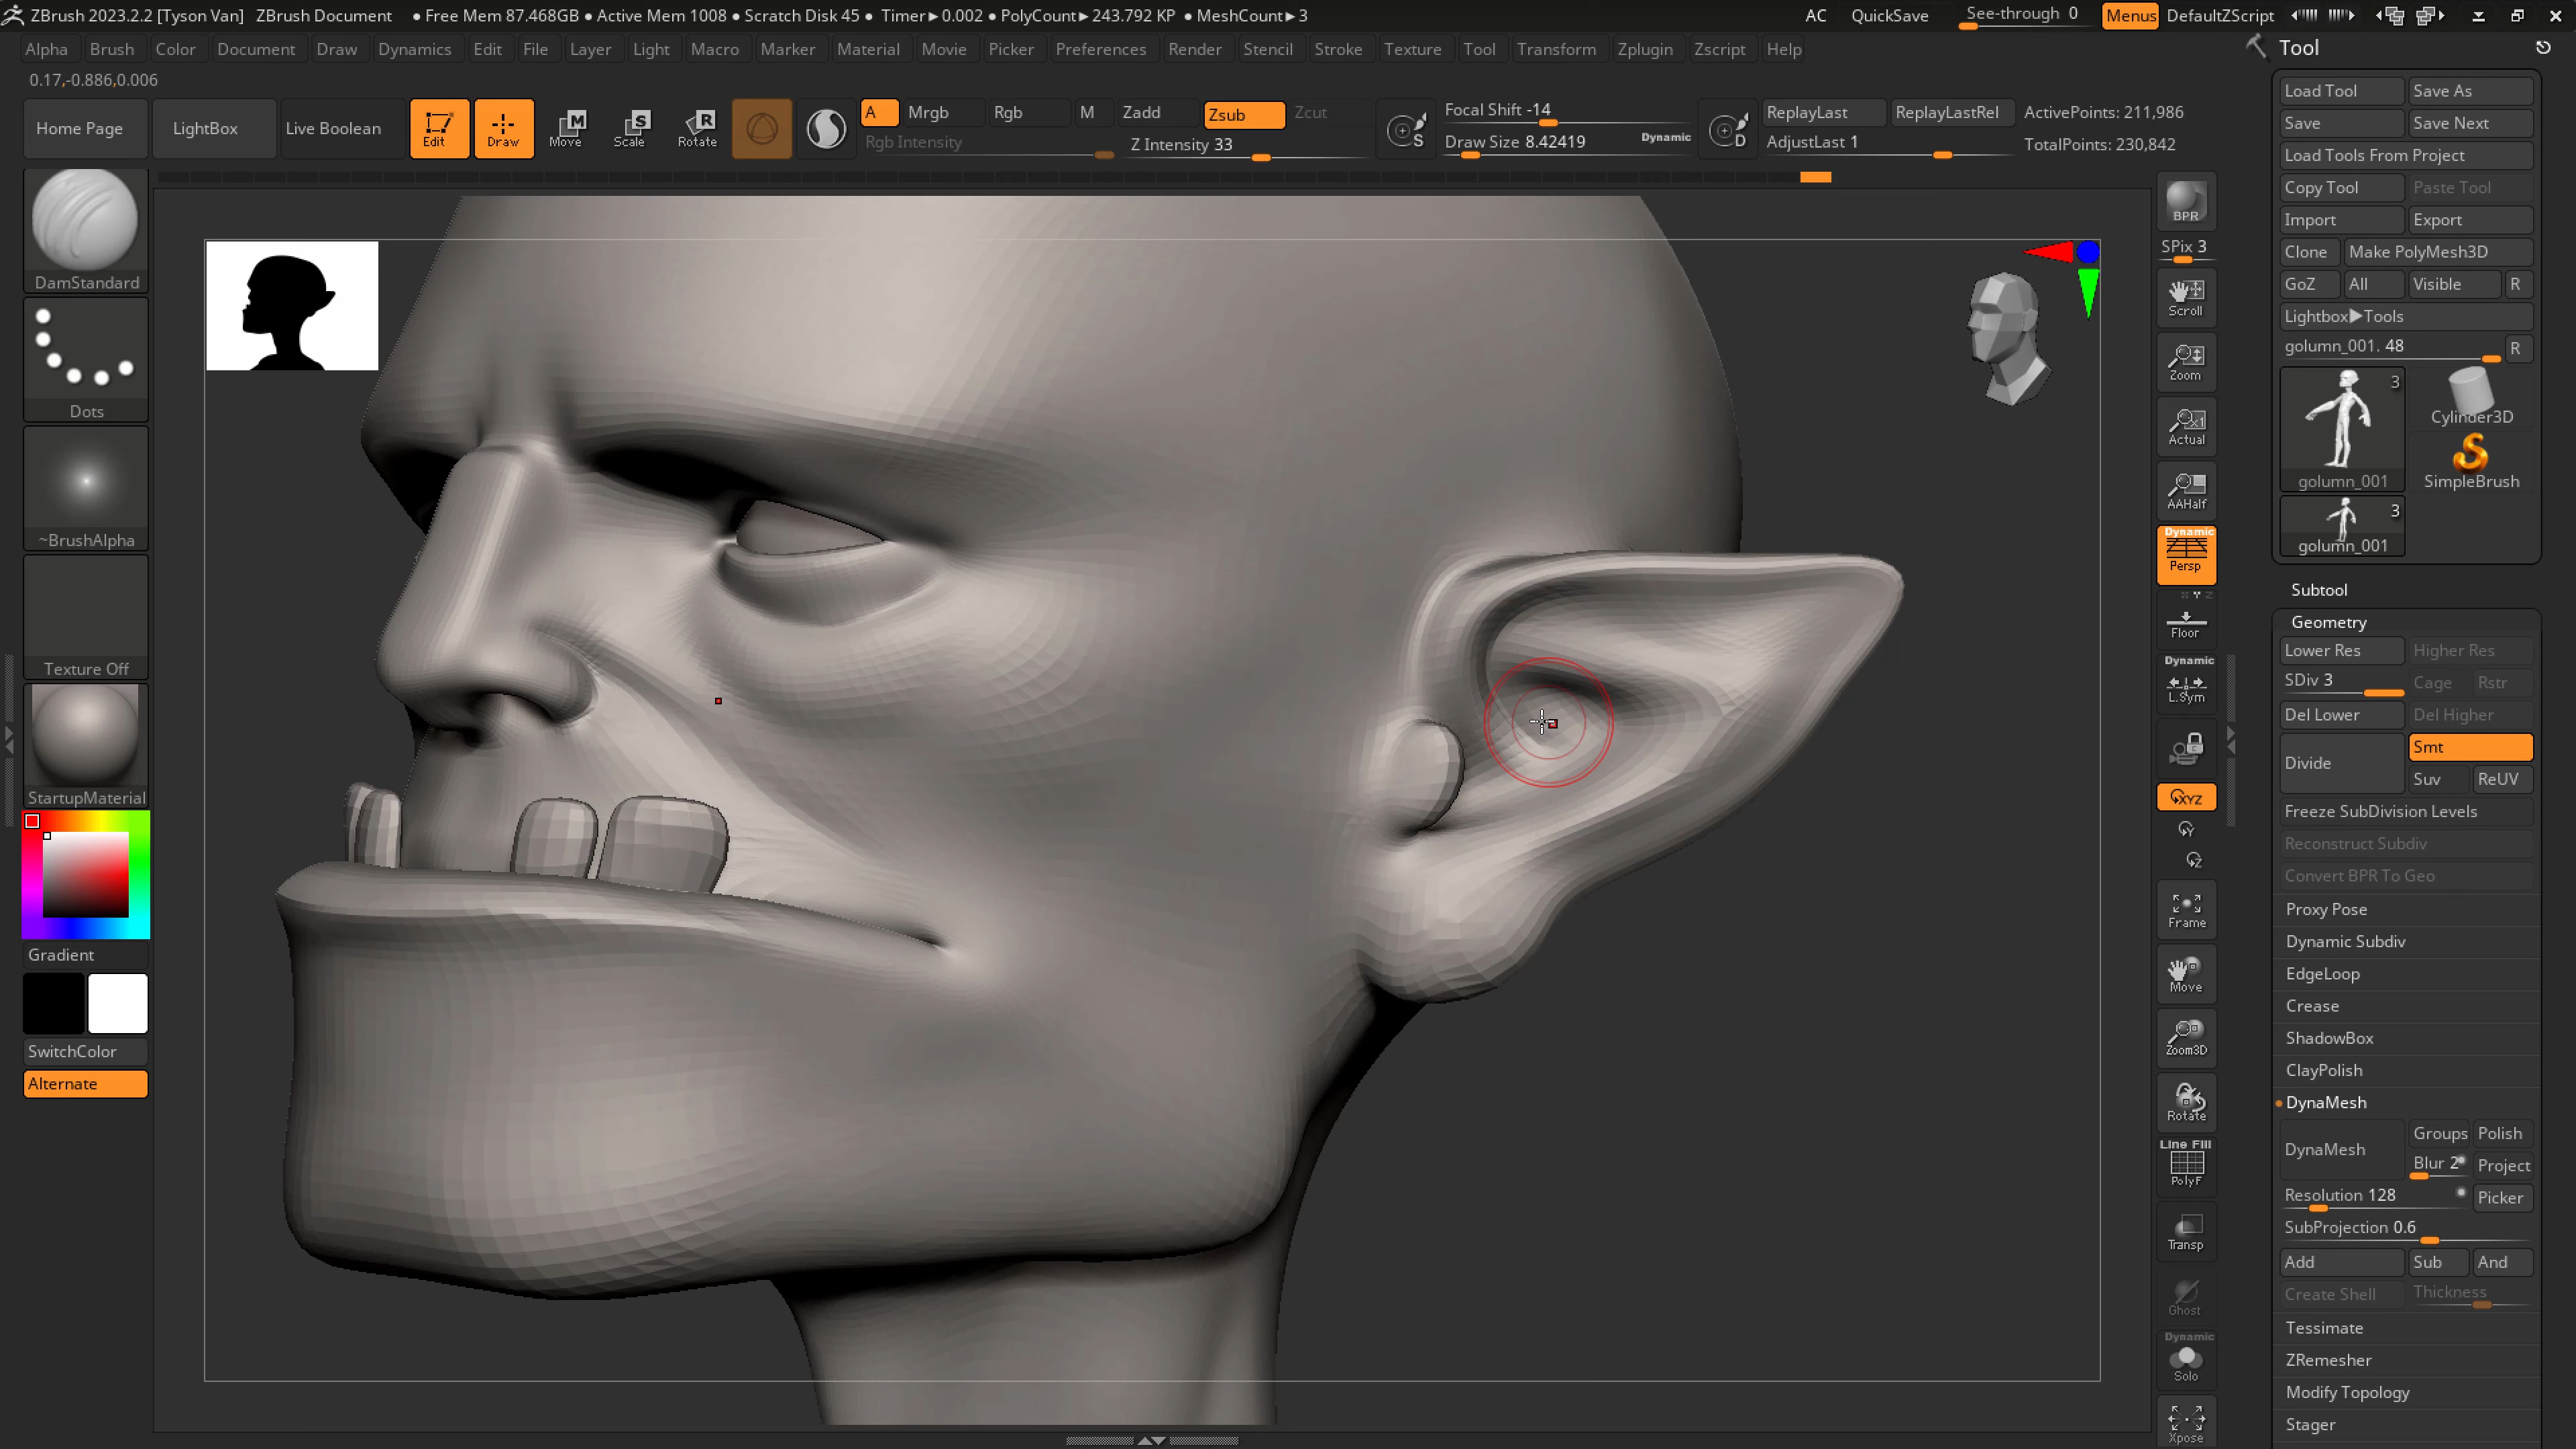 ZBrush 2023.2.2 [Tyson Van] ZBrush Document • Free Mem 87.468GB • Active Mem 1008 • Scratch Disk 45 • Timer▶0.002 • PolyCount▶243.792 KP • MeshCount▶3 AC QuickSave See-through 0 Menus DefaultZScript
Alpha Brush Color Document Draw Dynamics Edit File Layer Light Macro Marker Material Movie Picker Preferences Render Stencil Stroke Texture Tool Transform Zplugin Zscript Help
Tool
0.17,-0.886,0.006
Home Page LightBox Live Boolean Edit Draw Move Scale Rotate
M S R
A Mrgb Rgb M Zadd Zsub Zcut
Rgb Intensity Z Intensity 33
S Focal Shift -14
Draw Size 8.42419 Dynamic
D ReplayLast ReplayLastRel ActivePoints: 211,986
AdjustLast 1 TotalPoints: 230,842
DamStandard
Dots
~BrushAlpha
Texture Off
StartupMaterial
Gradient
SwitchColor
Alternate
BPR
SPix 3
Scroll
Zoom
x1
Actual
AAHalf
Dynamic
Persp
X Y Z
Floor
Dynamic
L.Sym
XYZ
Y
Z
Frame
Move
Zoom3D
Rotate
Line Fill
PolyF
Transp
Ghost
Dynamic
Solo
Xpose
Load Tool Save As
Save Save Next
Load Tools From Project
Copy Tool Paste Tool
Import Export
Clone Make PolyMesh3D
GoZ All Visible R
Lightbox▶Tools
golumn_001. 48 R
3
golumn_001 Cylinder3D
SimpleBrush
3
golumn_001
Subtool
Geometry
Lower Res Higher Res
SDiv 3 Cage Rstr
Del Lower Del Higher
Divide Smt
Suv ReUV
Freeze SubDivision Levels
Reconstruct Subdiv
Convert BPR To Geo
Proxy Pose
Dynamic Subdiv
EdgeLoop
Crease
ShadowBox
ClayPolish
DynaMesh
DynaMesh Groups Polish
Blur 2 Project
Resolution 128 Picker
SubProjection 0.6
Add Sub And
Create Shell Thickness
Tessimate
ZRemesher
Modify Topology
Stager